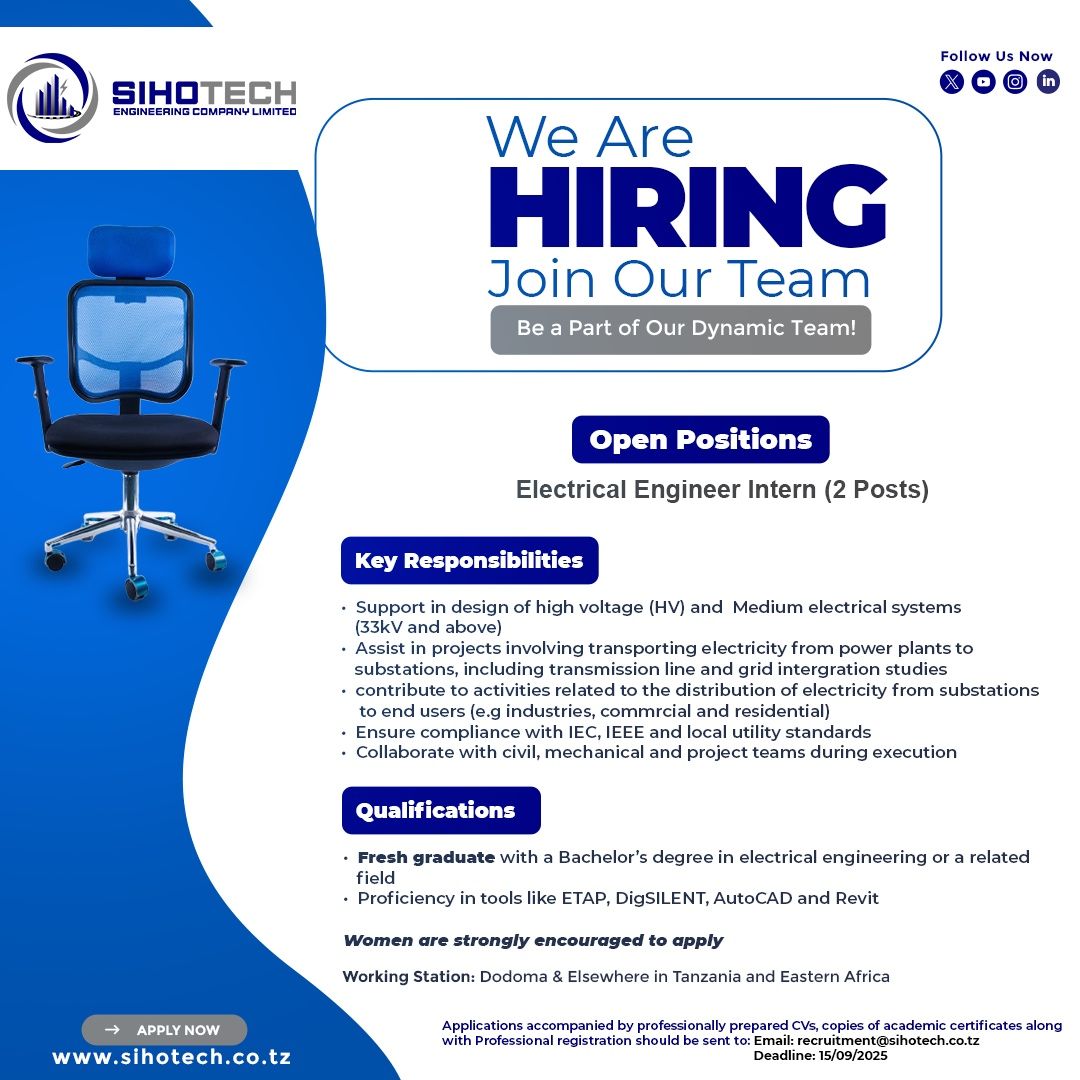 SIHOTECH
ENGINEERING COMPANY LIMITED
Follow Us Now
We Are
HIRING
Join Our Team
Be a Part of Our Dynamic Team!
Open Positions
Electrical Engineer Intern (2 Posts)
Key Responsibilities
• Support in design of high voltage (HV) and Medium electrical systems
(33kV and above)
• Assist in projects involving transporting electricity from power plants to
substations, including transmission line and grid intergration studies
• contribute to activities related to the distribution of electricity from substations
to end users (e.g industries, commrcial and residential)
• Ensure compliance with IEC, IEEE and local utility standards
• Collaborate with civil, mechanical and project teams during execution
Qualifications
• Fresh graduate with a Bachelor’s degree in electrical engineering or a related
field
• Proficiency in tools like ETAP, DigSILENT, AutoCAD and Revit
Women are strongly encouraged to apply
Working Station: Dodoma & Elsewhere in Tanzania and Eastern Africa
→ APPLY NOW
www.sihotech.co.tz
Applications accompanied by professionally prepared CVs, copies of academic certificates along
with Professional registration should be sent to: Email: recruitment@sihotech.co.tz
Deadline: 15/09/2025